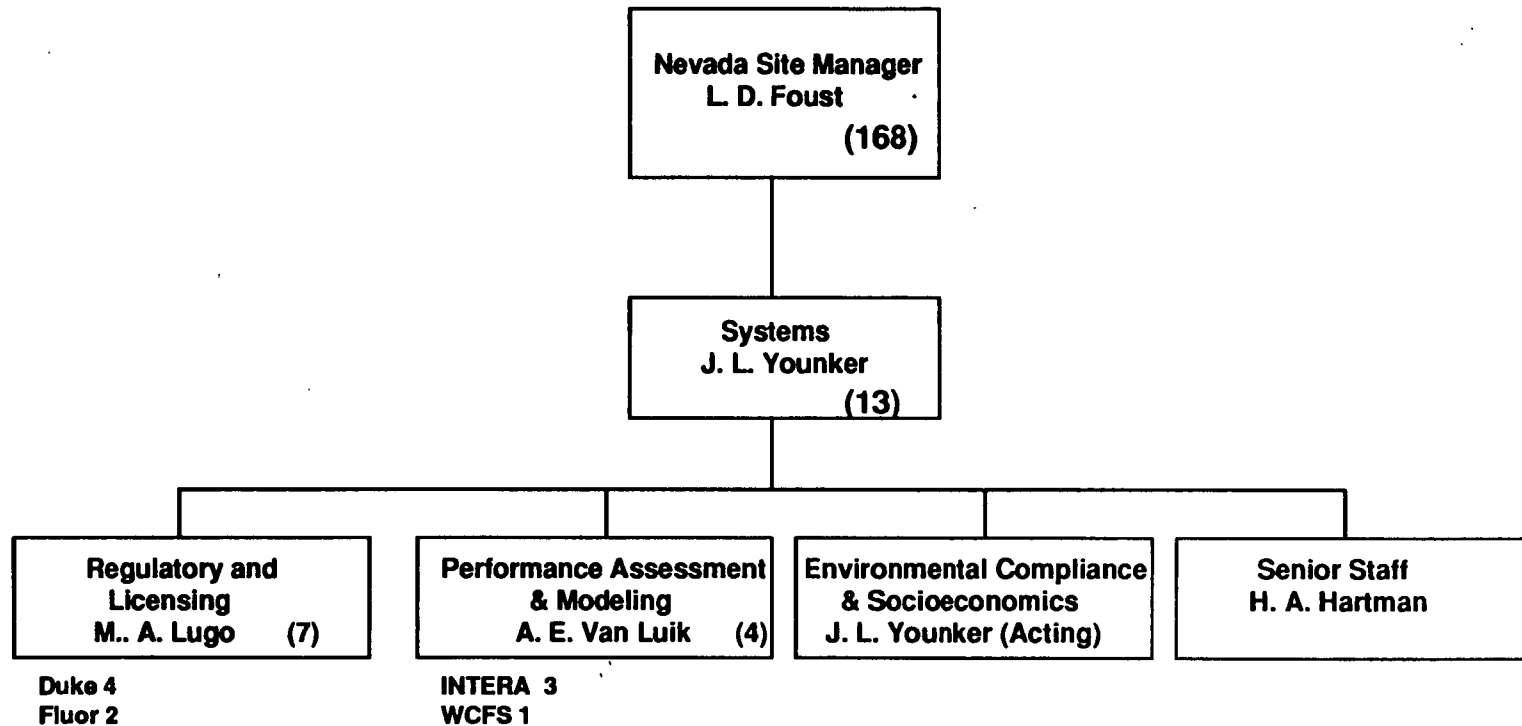 Nevada Site Manager
L. D. Foust
(168)
Systems
J. L. Younker
(13)
Regulatory and
Licensing
M.. A. Lugo (7)
Performance Assessment
& Modeling
A. E. Van Luik (4)
Environmental Compliance
& Socioeconomics
J. L. Younker (Acting)
Senior Staff
H. A. Hartman
Duke 4
Fluor 2
INTERA 3
WCFS 1